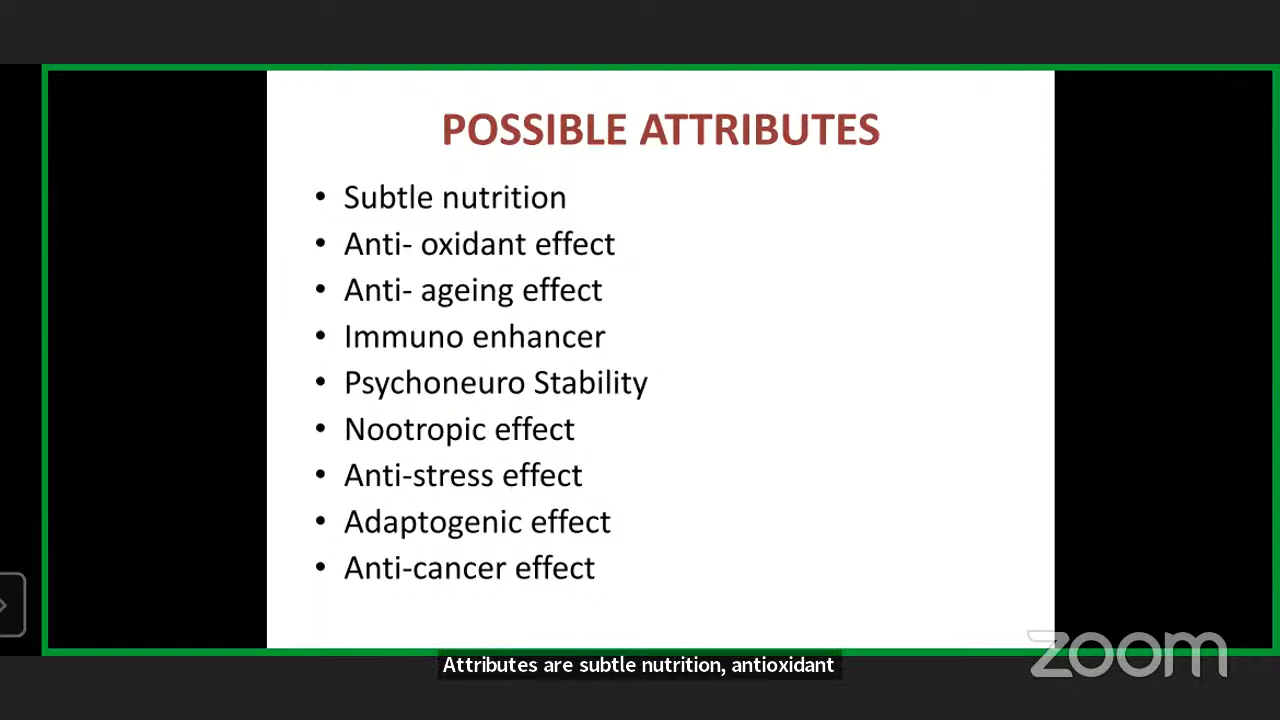 POSSIBLE ATTRIBUTES
• Subtle nutrition
• Anti- oxidant effect
• Anti- ageing effect
• Immuno enhancer
• Psychoneuro Stability
• Nootropic effect
• Anti-stress effect
• Adaptogenic effect
• Anti-cancer effect
zoom
Attributes are subtle nutrition, antioxidant